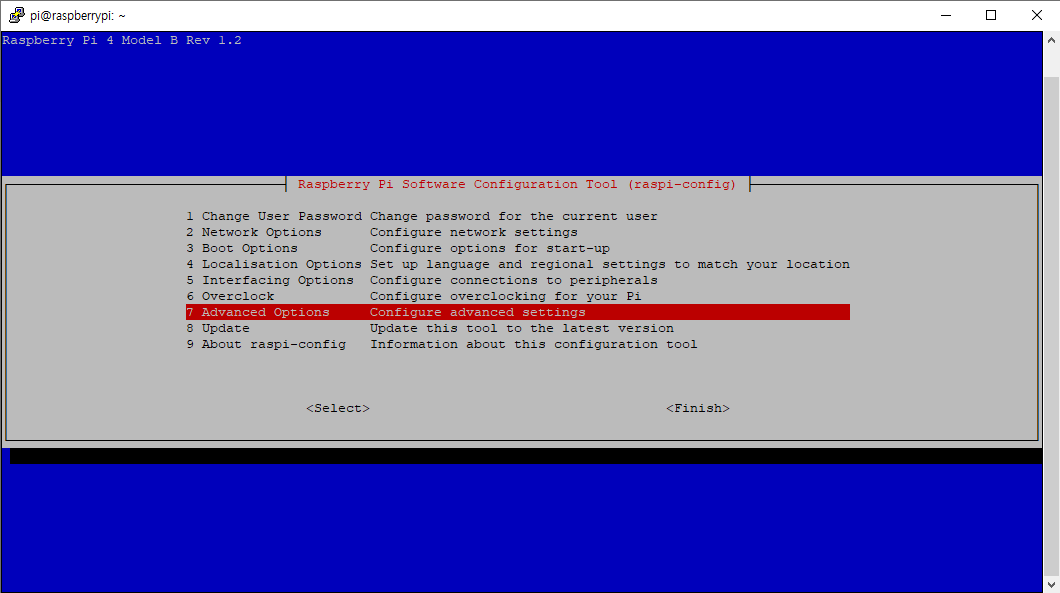 pi@raspberrypi: ~
Raspberry Pi 4 Model B Rev 1.2
Raspberry Pi Software Configuration Tool (raspi-config)
1 Change User Password Change password for the current user
2 Network Options Configure network settings
3 Boot Options Configure options for start-up
4 Localisation Options Set up language and regional settings to match your location
5 Interfacing Options Configure connections to peripherals
6 Overclock Configure overclocking for your Pi
7 Advanced Options Configure advanced settings
8 Update Update this tool to the latest version
9 About raspi-config Information about this configuration tool
<Select> <Finish>